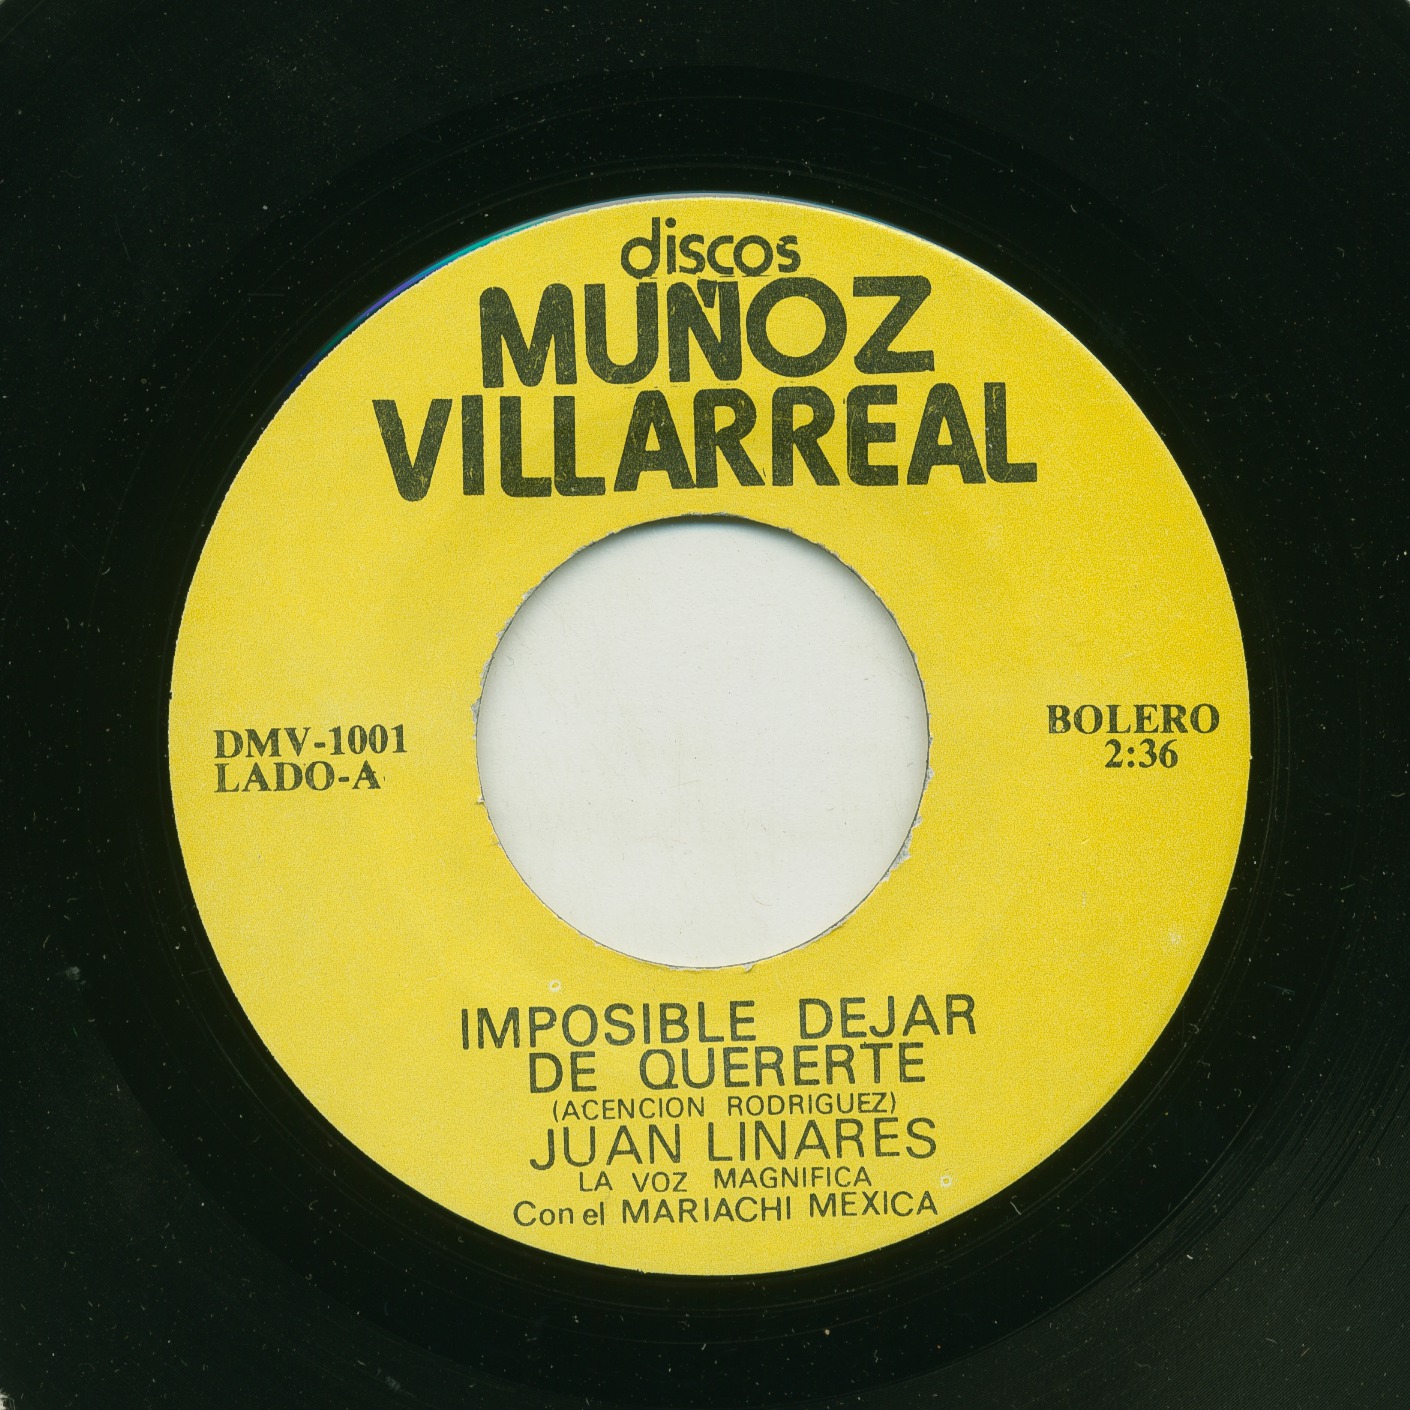 discos
MUÑOZ
VILLARREAL
DMV-1001
LADO-A
BOLERO
2:36
IMPOSIBLE DEJAR
DE QUERERTE
(ACENCION RODRIGUEZ)
JUAN LINARES
LA VOZ MAGNIFICA
Con el MARIACHI MEXICA